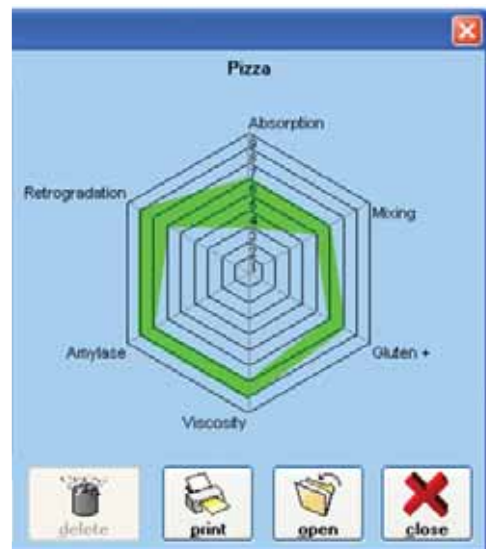 Pizza
Absorption
Retrogradation
Mixing
Amylase
Gluten +
Viscosity
delete
print
open
close